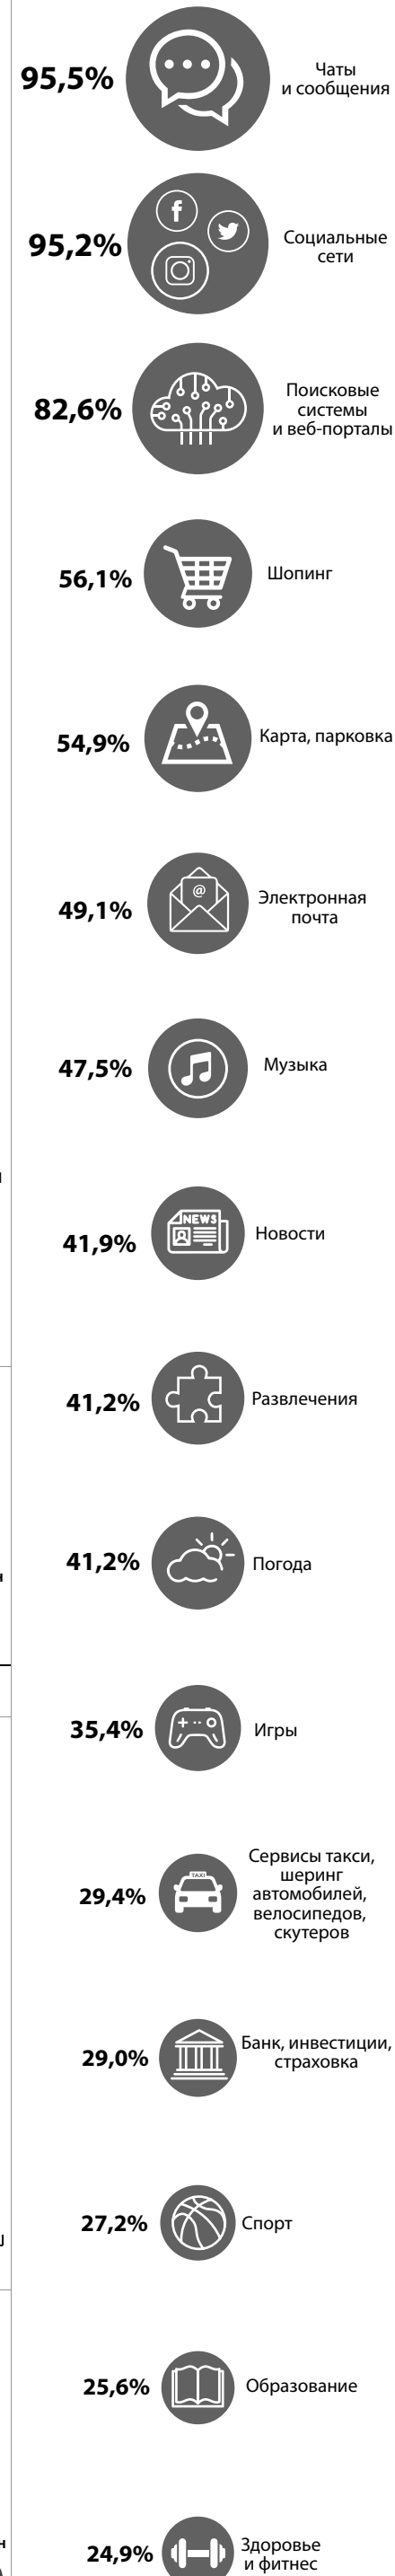 95,5%
Чаты
и сообщения
95,2%
Социальные
сети
82,6%
Поисковые
системы
и веб-порталы
56,1%
Шопинг
54,9%
Карта, парковка
49,1%
@
Электронная
почта
47,5%
Музыка
41,9%
NEWS
Новости
41,2%
Развлечения
41,2%
Погода
35,4%
Игры
29,4%
TAXI
Сервисы такси,
шеринг
автомобилей,
велосипедов,
скутеров
29,0%
Банк, инвестиции,
страховка
27,2%
Спорт
25,6%
Образование
24,9%
Здоровье
и фитнес